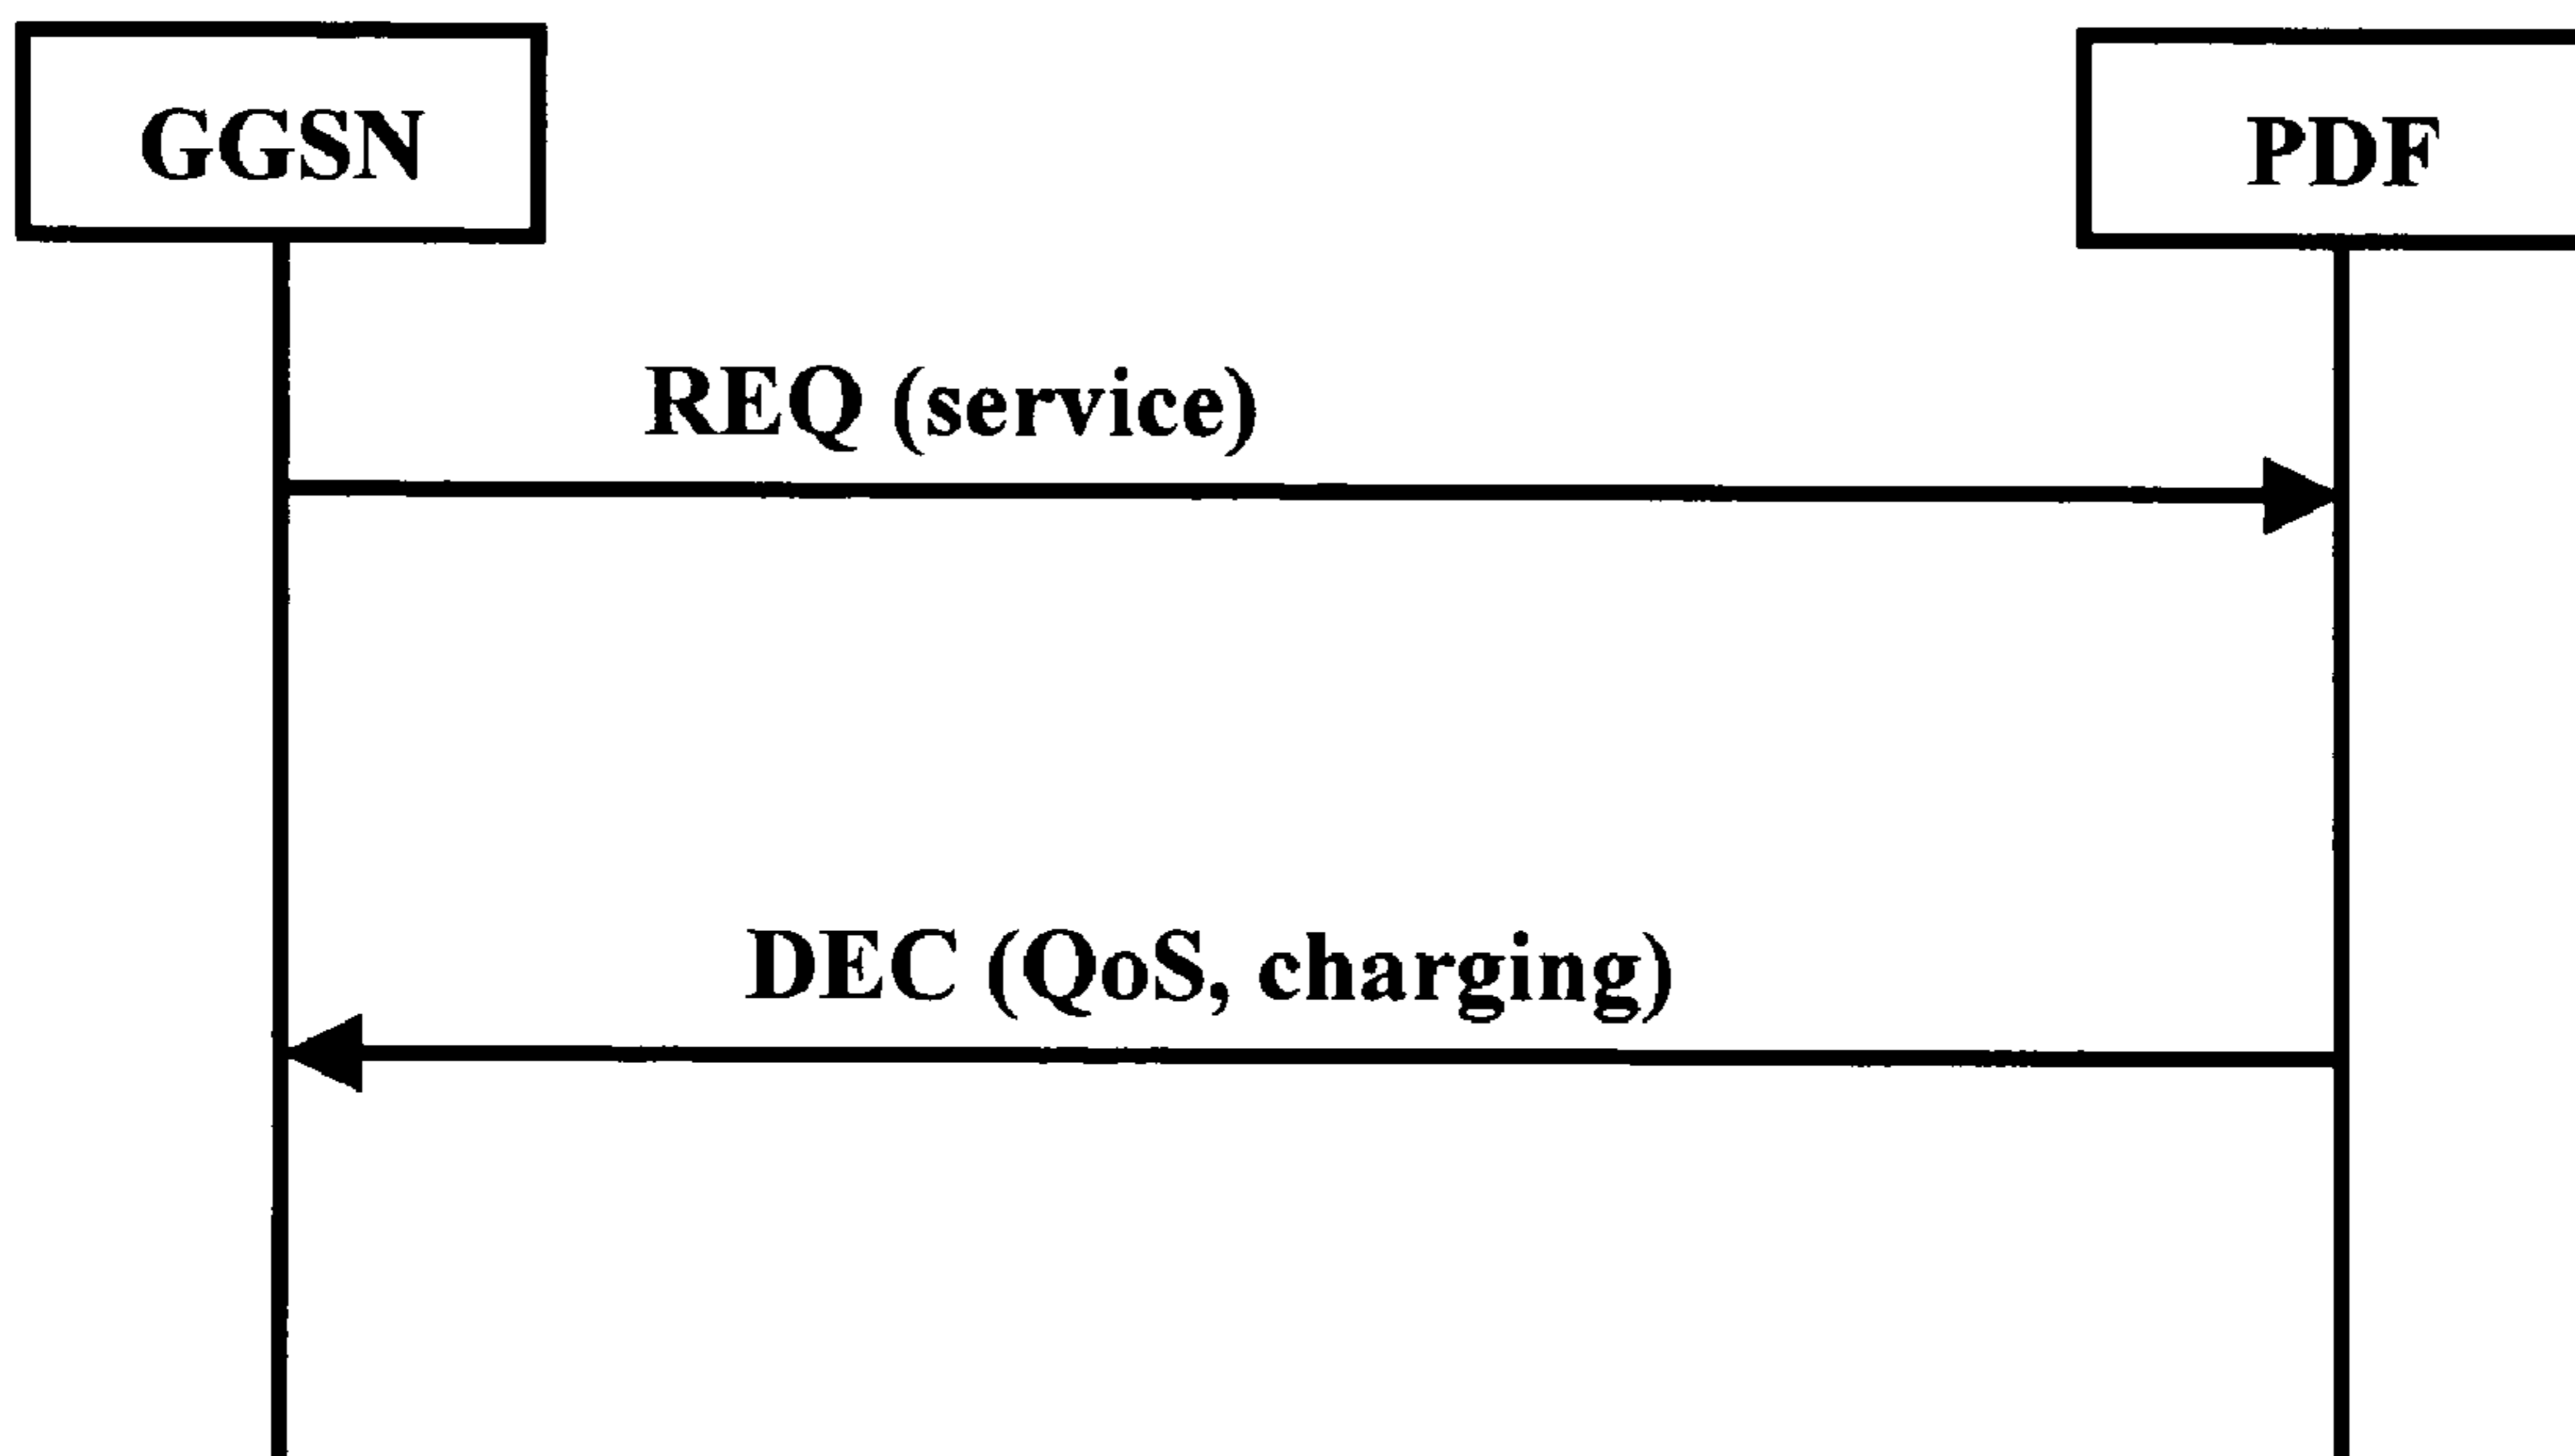 GGSN
PDF
REQ (service)
DEC (QoS, charging)